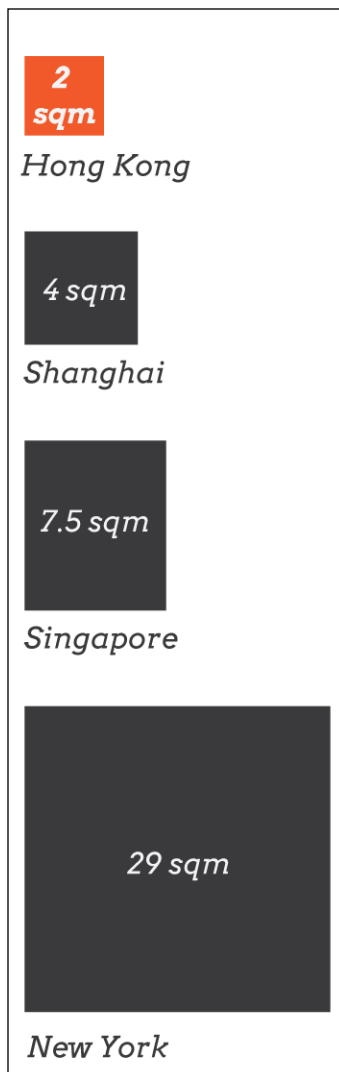 2
sqm
Hong Kong
4 sqm
Shanghai
7.5 sqm
Singapore
29 sqm
New York